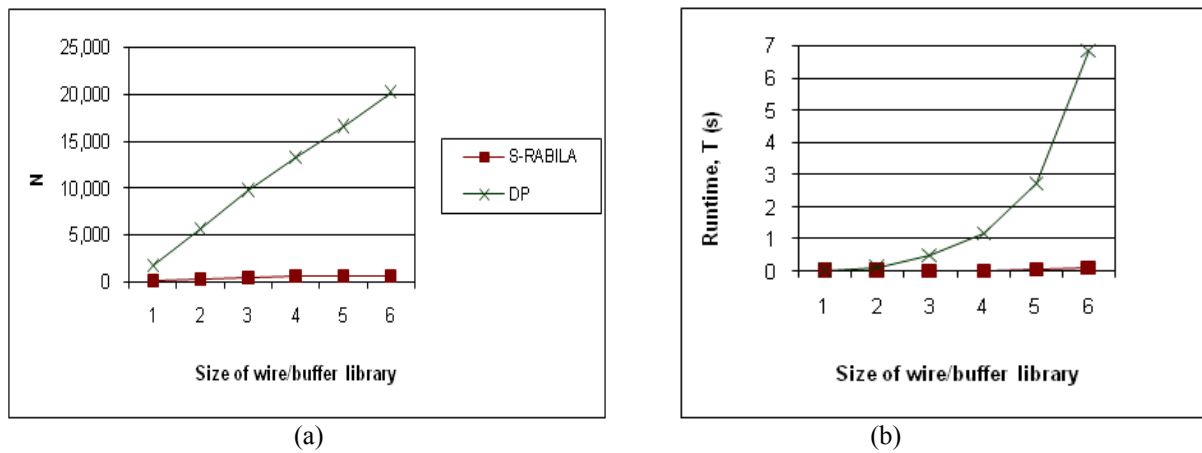 25,000
20,000
15,000
10,000
5,000
0
N
1 2 3 4 5 6
Size of wire/buffer library
S-RABILA
DP
(a)
7
6
5
4
3
2
1
0
Runtime, T (s)
1 2 3 4 5 6
Size of wire/buffer library
(b)